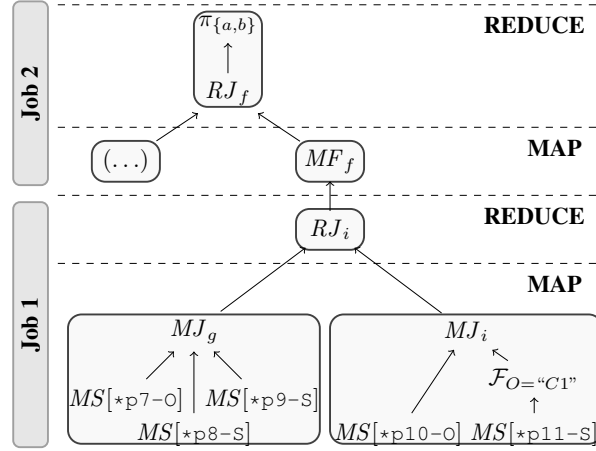 Job 2
π{a,b}
REDUCE
RJf
(...)
MFf
MAP
Job 1
RJi
REDUCE
MAP
MJg
MJi
FO="C1"
MS[*p7-O]
MS[*p9-S]
MS[*p8-S]
MS[*p10-O]
MS[*p11-S]